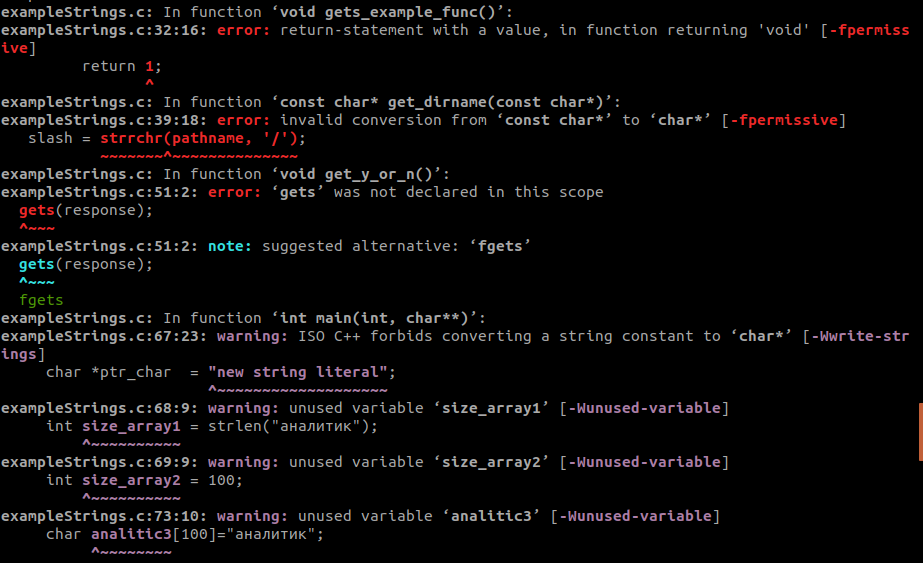 exampleStrings.c: In function ‘void gets_example_func()’:
exampleStrings.c:32:16: error: return-statement with a value, in function returning 'void' [-fpermiss
ive]
         return 1;
                ^
exampleStrings.c: In function ‘const char* get_dirname(const char*)’:
exampleStrings.c:39:18: error: invalid conversion from ‘const char*’ to ‘char*’ [-fpermissive]
   slash = strrchr(pathname, '/');
           ~~~~~~~^~~~~~~~~~~~~~~
exampleStrings.c: In function ‘void get_y_or_n()’:
exampleStrings.c:51:2: error: ‘gets’ was not declared in this scope
  gets(response);
  ^~~~
exampleStrings.c:51:2: note: suggested alternative: ‘fgets’
  gets(response);
  ^~~~
  fgets
exampleStrings.c: In function ‘int main(int, char**)’:
exampleStrings.c:67:23: warning: ISO C++ forbids converting a string constant to ‘char*’ [-Wwrite-str
ings]
     char *ptr_char  = "new string literal";
                       ^~~~~~~~~~~~~~~~~~~~
exampleStrings.c:68:9: warning: unused variable ‘size_array1’ [-Wunused-variable]
     int size_array1 = strlen("аналитик");
         ^~~~~~~~~~~
exampleStrings.c:69:9: warning: unused variable ‘size_array2’ [-Wunused-variable]
     int size_array2 = 100;
         ^~~~~~~~~~~
exampleStrings.c:73:10: warning: unused variable ‘analitic3’ [-Wunused-variable]
     char analitic3[100]="аналитик";
          ^~~~~~~~~